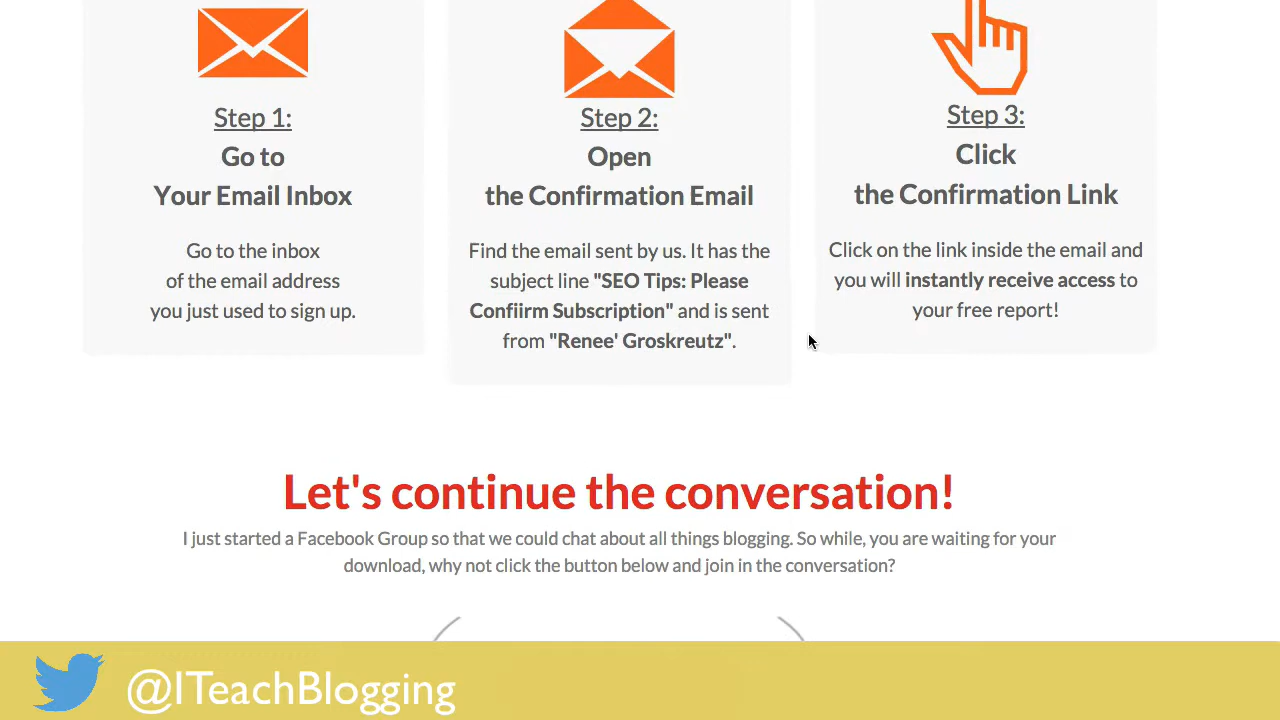 Step 1:
Go to
Your Email Inbox
Go to the inbox
of the email address
you just used to sign up.
Step 2:
Open
the Confirmation Email
Find the email sent by us. It has the
subject line "SEO Tips: Please
Confiirm Subscription" and is sent
from "Renee' Groskreutz".
Step 3:
Click
the Confirmation Link
Click on the link inside the email and
you will instantly receive access to
your free report!
Let's continue the conversation!
I just started a Facebook Group so that we could chat about all things blogging. So while, you are waiting for your
download, why not click the button below and join in the conversation?
@ITeachBlogging